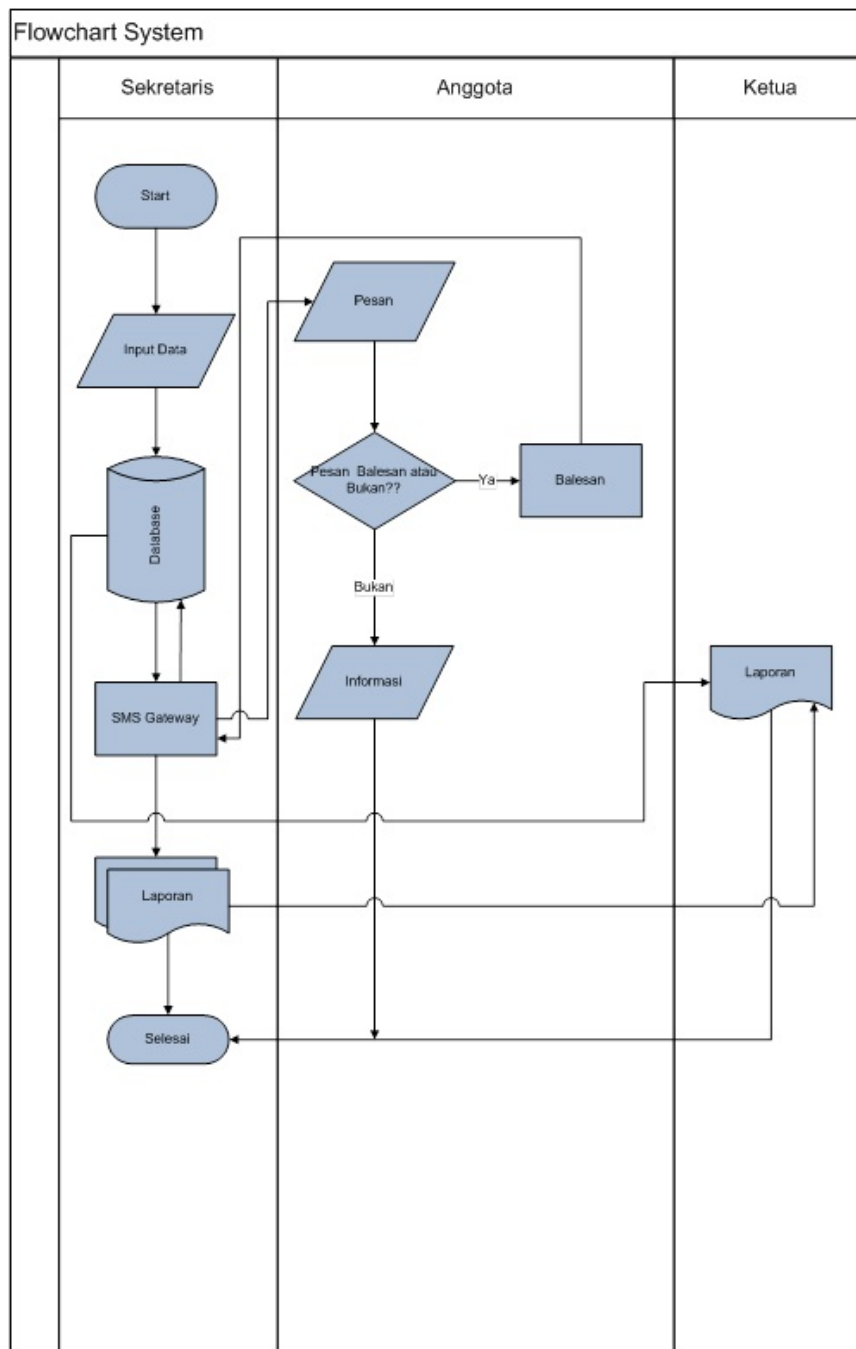 Flowchart System
Sekretaris
Anggota
Ketua
Start
Pesan
Input Data
Pesan Balesan atau
Bukan??
Ya
Balesan
Database
Bukan
Informasi
Laporan
SMS Gateway
Laporan
Selesai